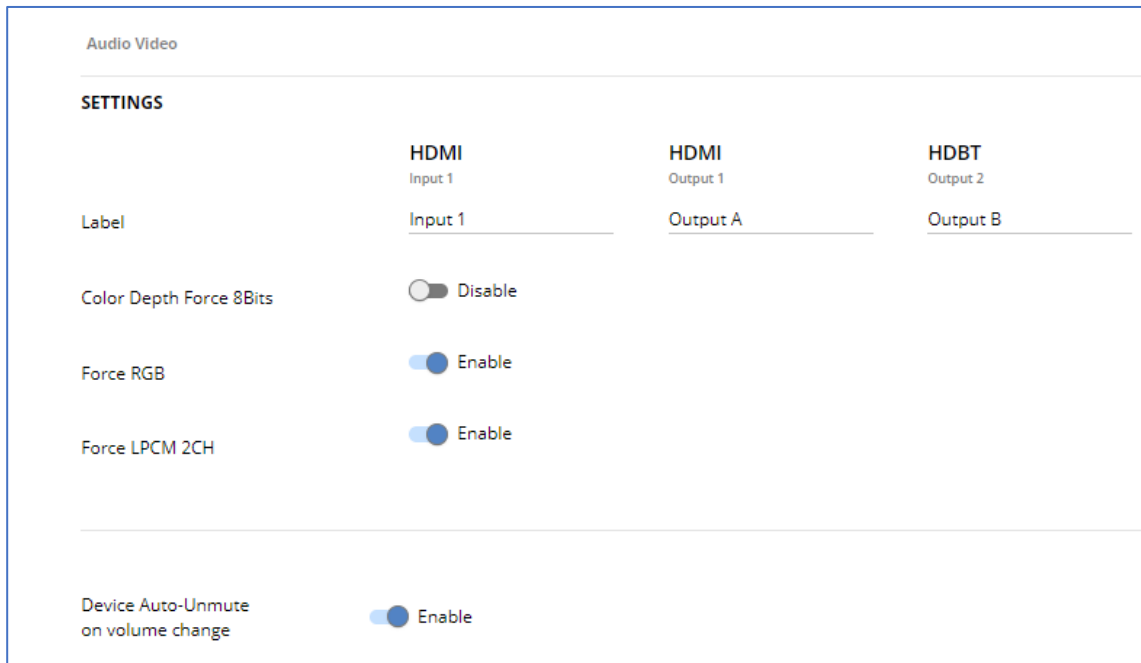 Audio Video
SETTINGS
HDMI HDMI HDBT
Input 1 Output 1 Output 2
Label Input 1 Output A Output B
Color Depth Force 8Bits Disable
Force RGB Enable
Force LPCM 2CH Enable
Device Auto-Unmute
on volume change Enable